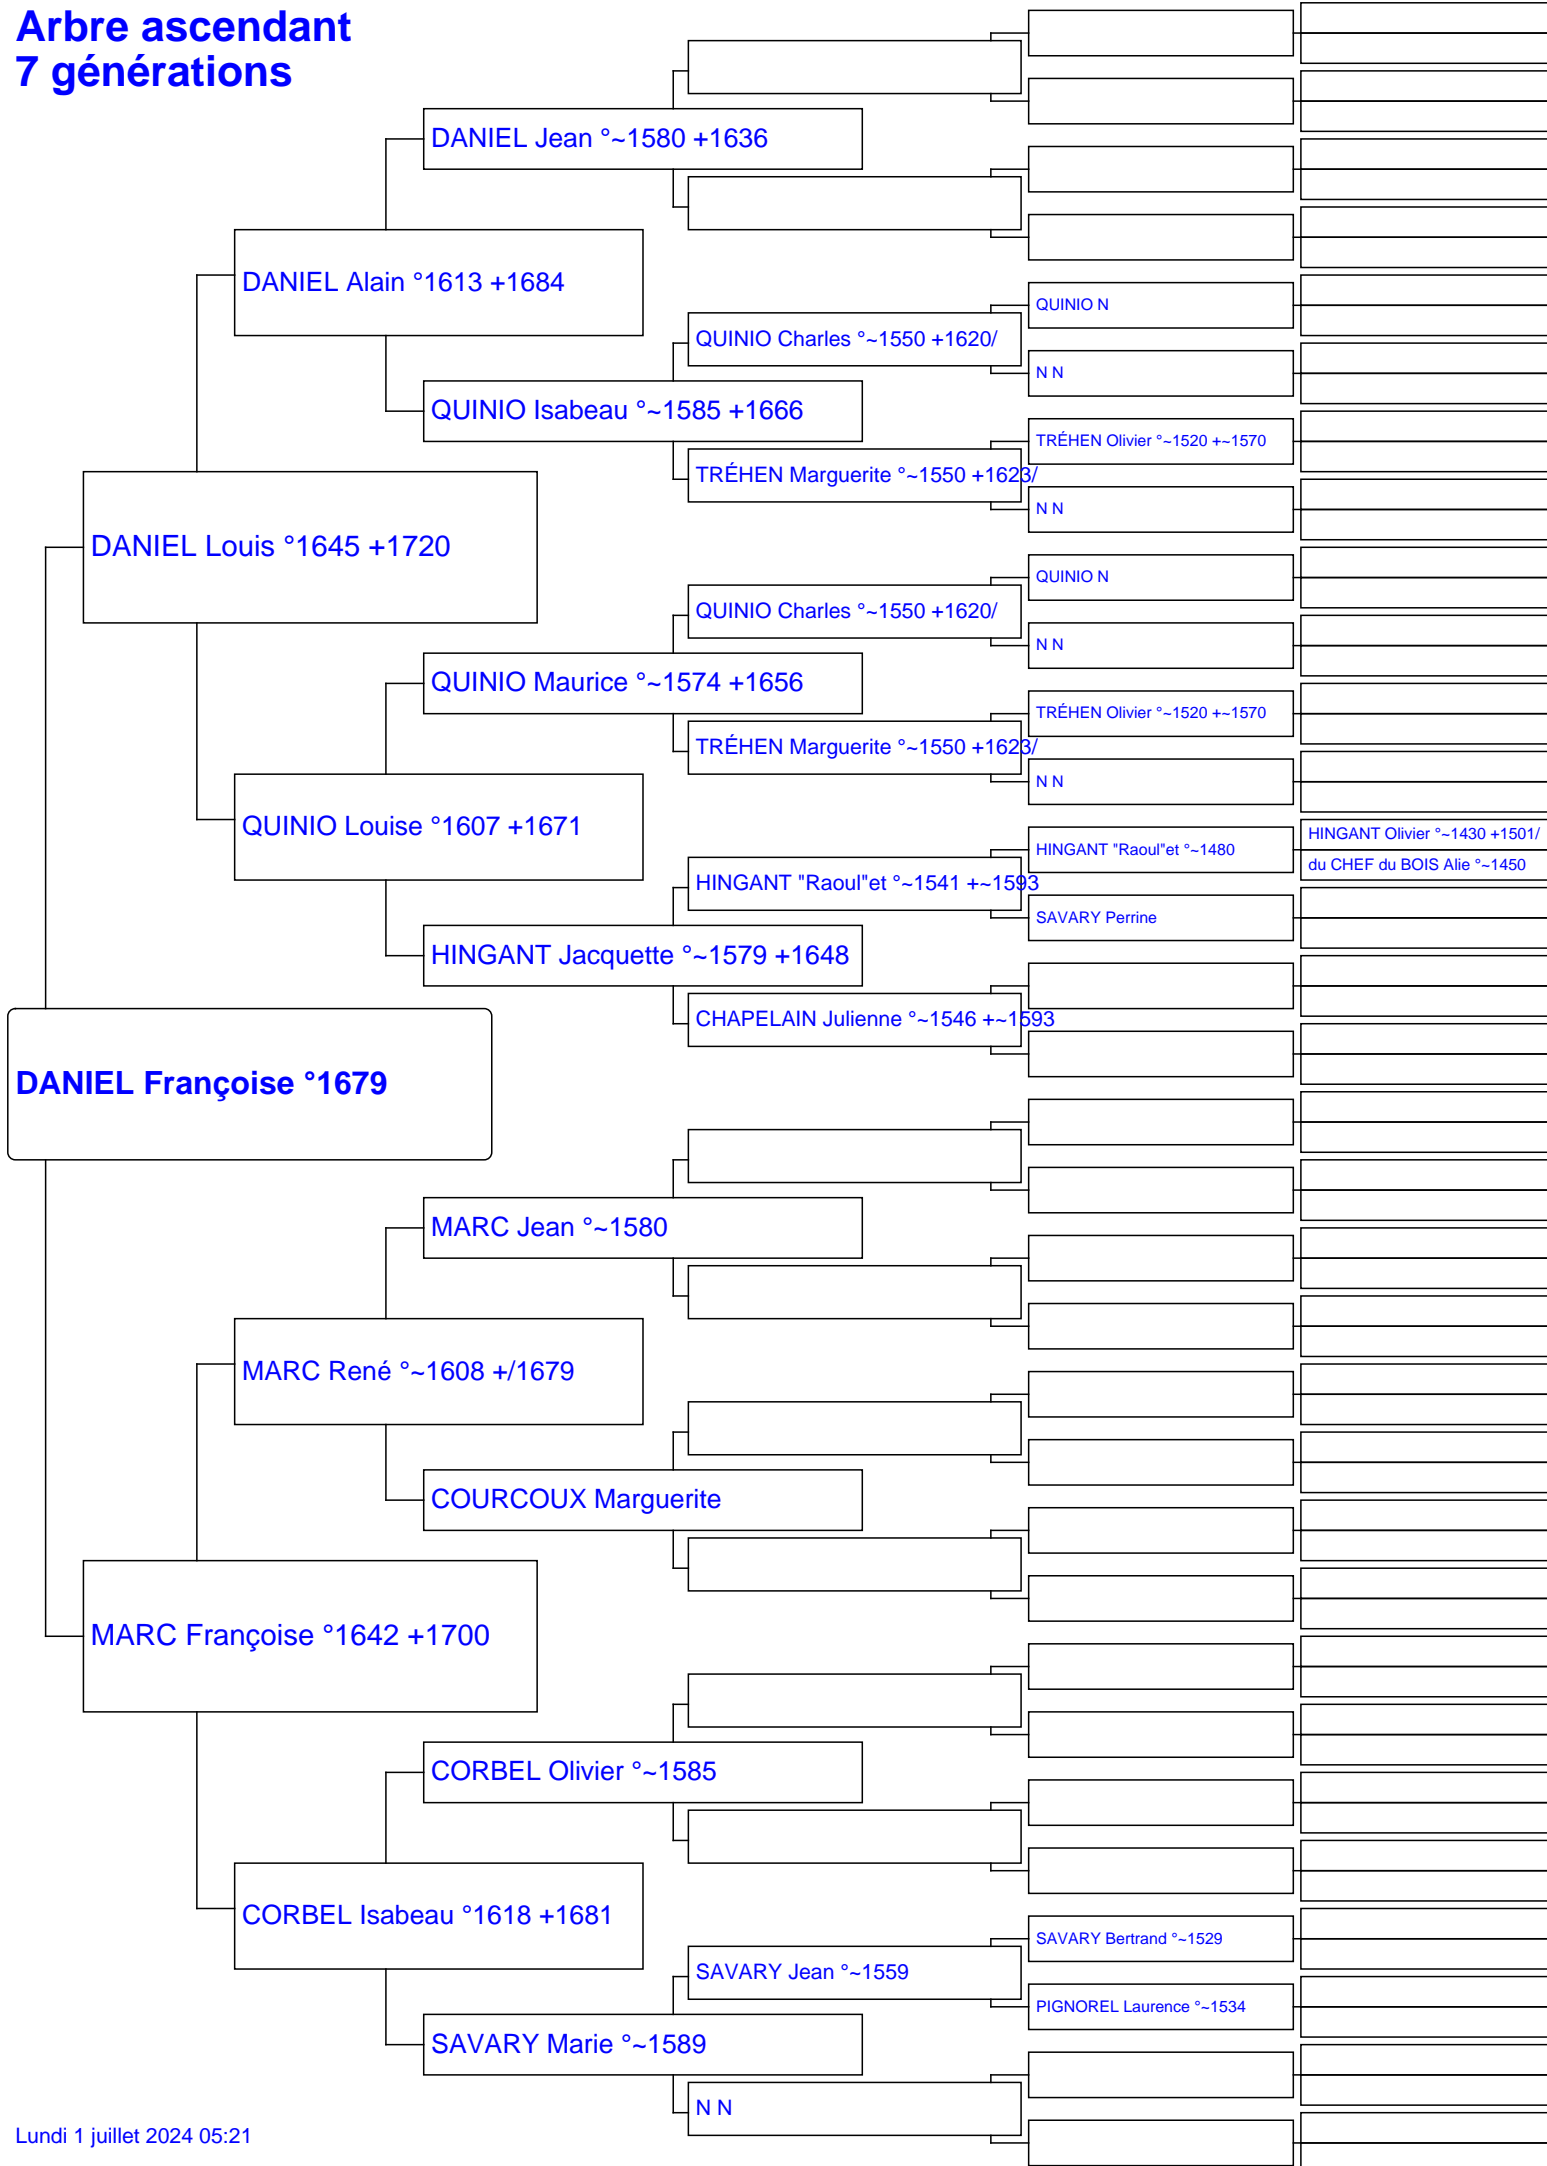 Arbre ascendant
7 générations
DANIEL Jean °~1580 +1636
DANIEL Alain °1613 +1684
QUINIO N
QUINIO Charles °~1550 +1620/
N N
QUINIO Isabeau °~1585 +1666
TRÉHEN Olivier °~1520 +~1570
TRÉHEN Marguerite °~1550 +1623/
N N
DANIEL Louis °1645 +1720
QUINIO N
QUINIO Charles °~1550 +1620/
N N
QUINIO Maurice °~1574 +1656
TRÉHEN Olivier °~1520 +~1570
TRÉHEN Marguerite °~1550 +1623/
N N
QUINIO Louise °1607 +1671
HINGANT Olivier °~1430 +1501/
HINGANT "Raoul"et °~1480
du CHEF du BOIS Alie °~1450
HINGANT "Raoul"et °~1541 +~1593
SAVARY Perrine
HINGANT Jacquette °~1579 +1648
CHAPELAIN Julienne °~1546 +~1593
DANIEL Françoise °1679
MARC Jean °~1580
MARC René °~1608 +/1679
COURCOUX Marguerite
MARC Françoise °1642 +1700
CORBEL Olivier °~1585
CORBEL Isabeau °1618 +1681
SAVARY Bertrand °~1529
SAVARY Jean °~1559
PIGNOREL Laurence °~1534
SAVARY Marie °~1589
N N
Lundi 1 juillet 2024 05:21